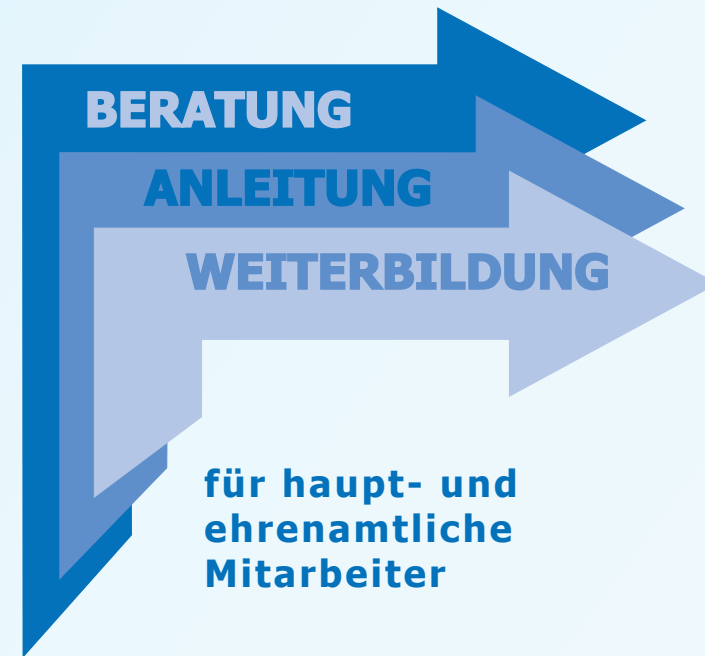 BERATUNG
ANLEITUNG
WEITERBILDUNG
für haupt- und
ehrenamtliche
Mitarbeiter